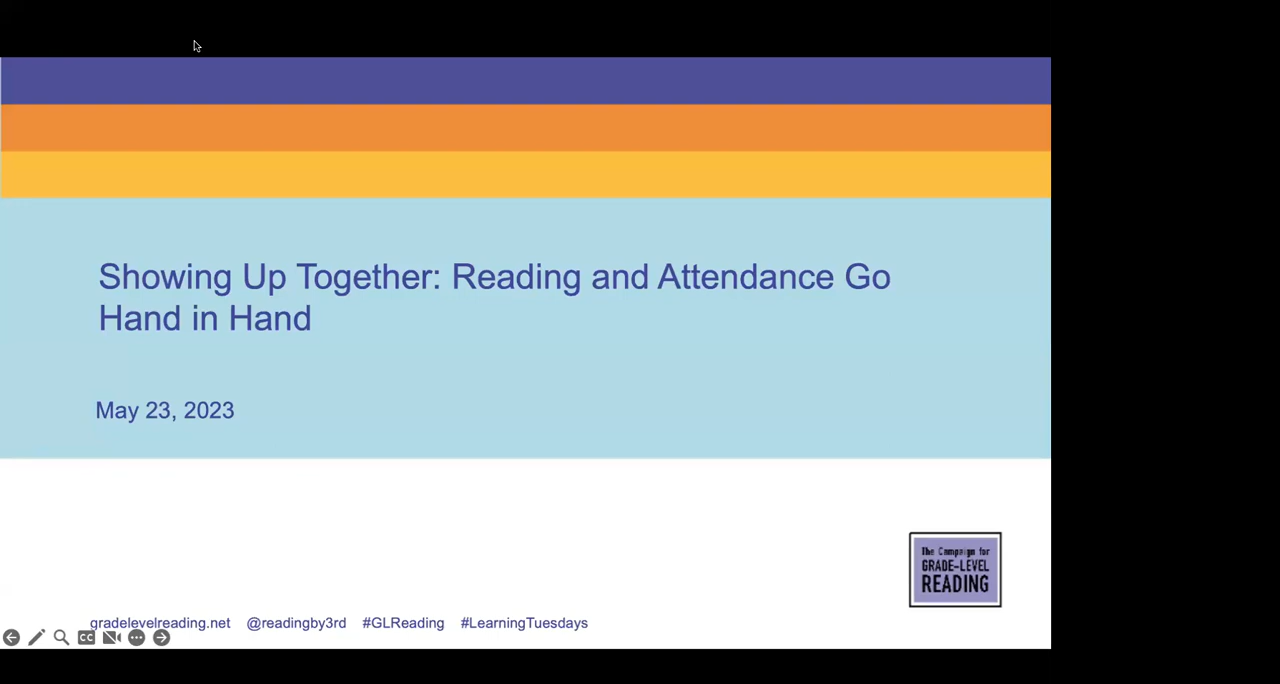 Showing Up Together: Reading and Attendance Go
Hand in Hand
May 23, 2023
The Campaign for
GRADE-LEVEL
READING
gradelevelreading.net @readingby3rd #GLReading #LearningTuesdays
CC